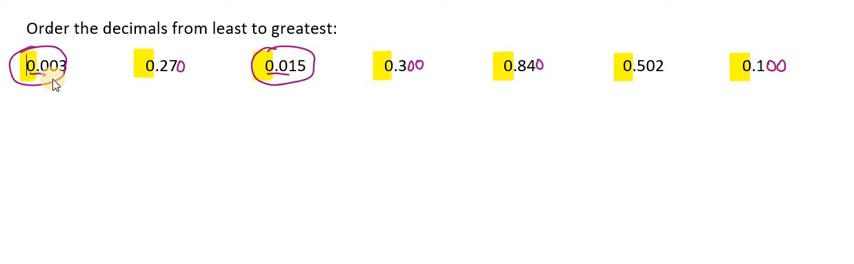 Order the decimals from least to greatest:
0.003 0.270 0.015 0.300 0.840 0.502 0.100